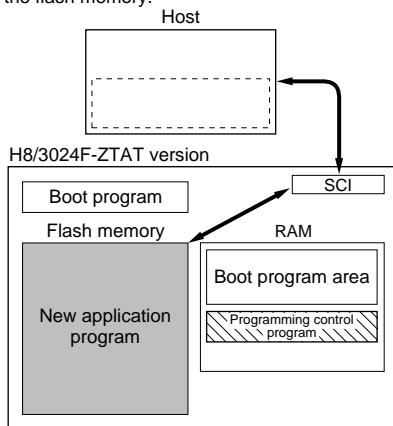 the flash memory.
Host
H8/3024F-ZTAT version
SCI
Boot program
Flash memory
RAM
Boot program area
New application
program
Programming control
program